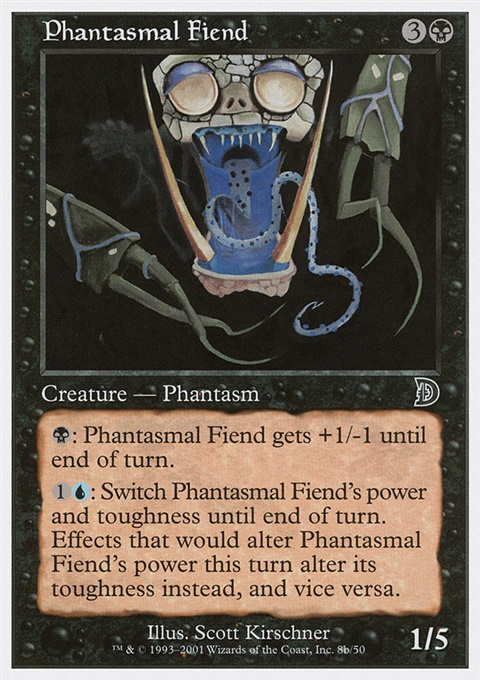 Phantasmal Fiend 3
Creature — Phantasm
: Phantasmal Fiend gets +1/-1 until
end of turn.
1 : Switch Phantasmal Fiend's power
and toughness until end of turn.
Effects that would alter Phantasmal
Fiend's power this turn alter its
toughness instead, and vice versa.
Illus. Scott Kirschner
™ & © 1993–2001 Wizards of the Coast, Inc. 8b/50
1/5